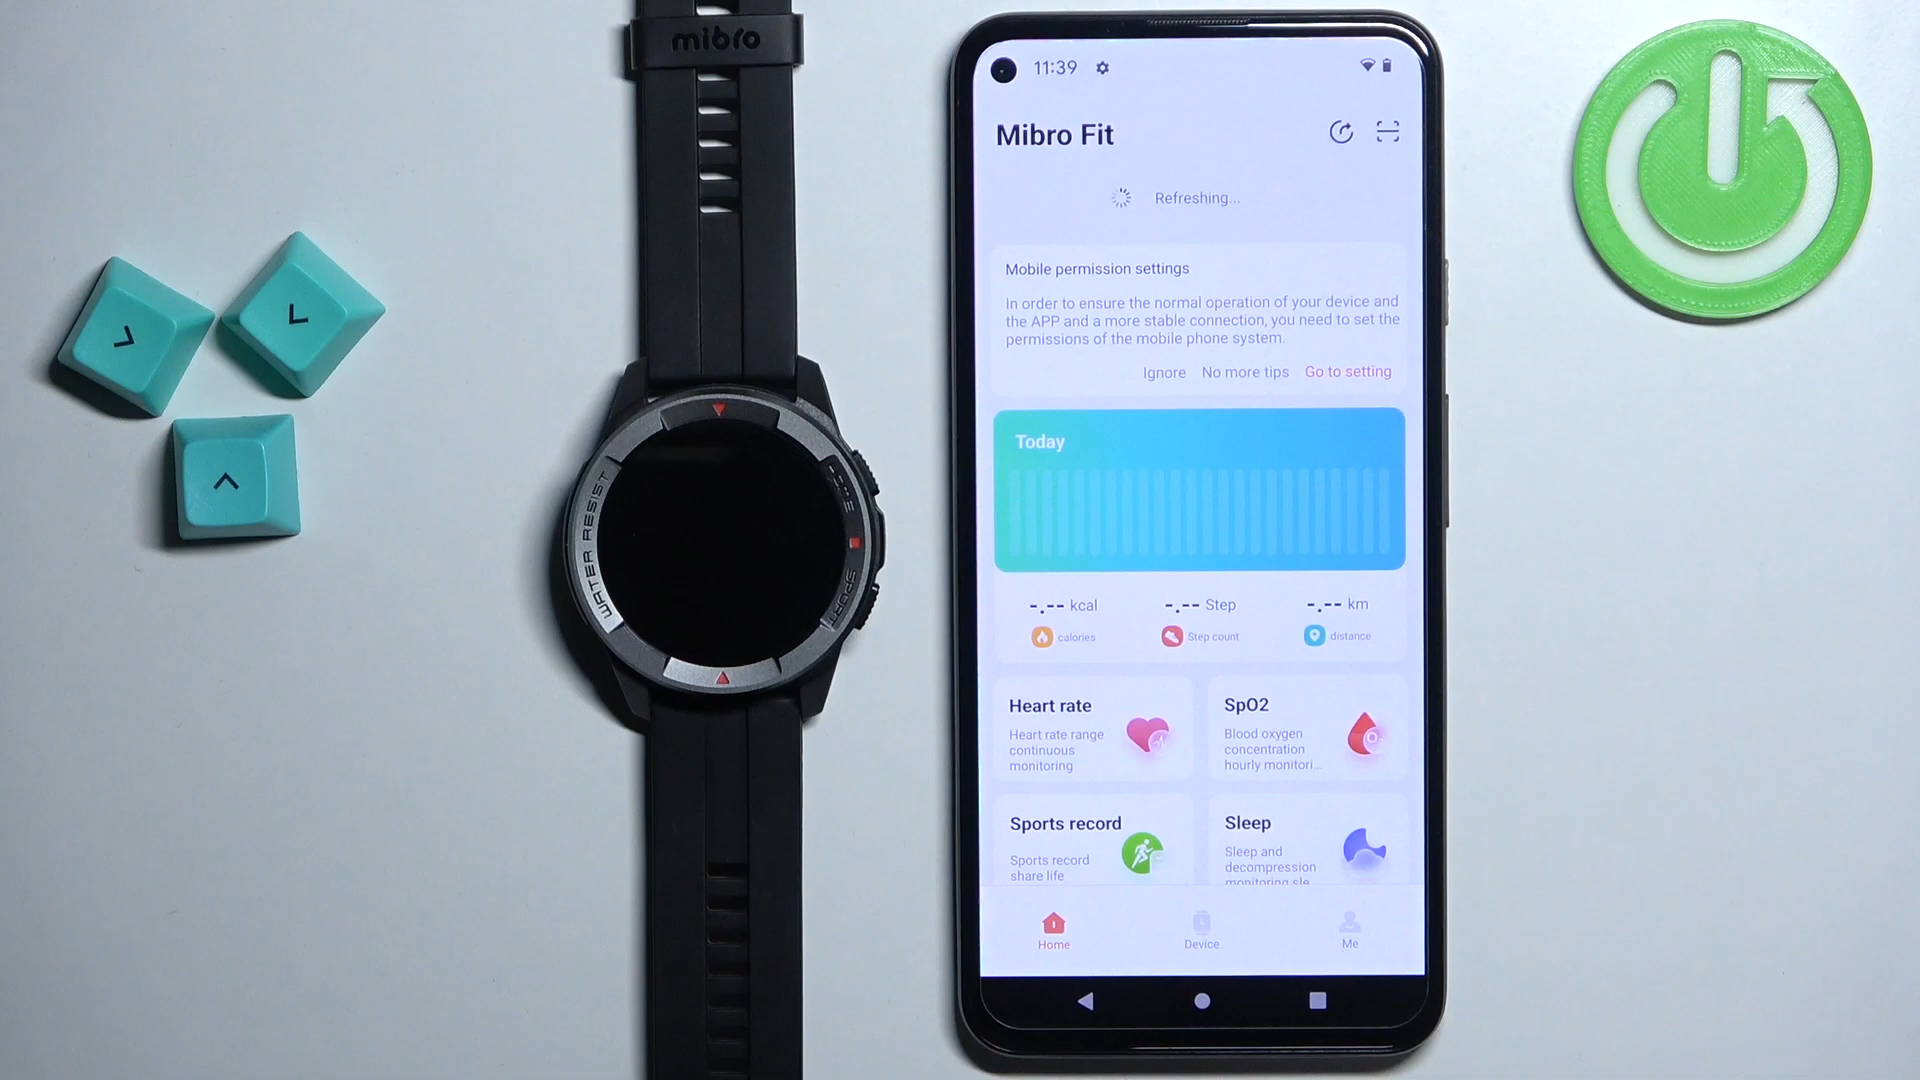 mibro
WATER RESIST
SPORT
11:39
Mibro Fit
Refreshing...
Mobile permission settings
In order to ensure the normal operation of your device and
the APP and a more stable connection, you need to set the
permissions of the mobile phone system.
Ignore No more tips Go to setting
Today
-.-- kcal -.-- Step -.-- km
calories Step count distance
Heart rate
Heart rate range
continuous
monitoring
SpO2
Blood oxygen
concentration
hourly monitori...
Sports record
Sports record
share life
Sleep
Sleep and
decompression
monitoring sle
Home Device Me